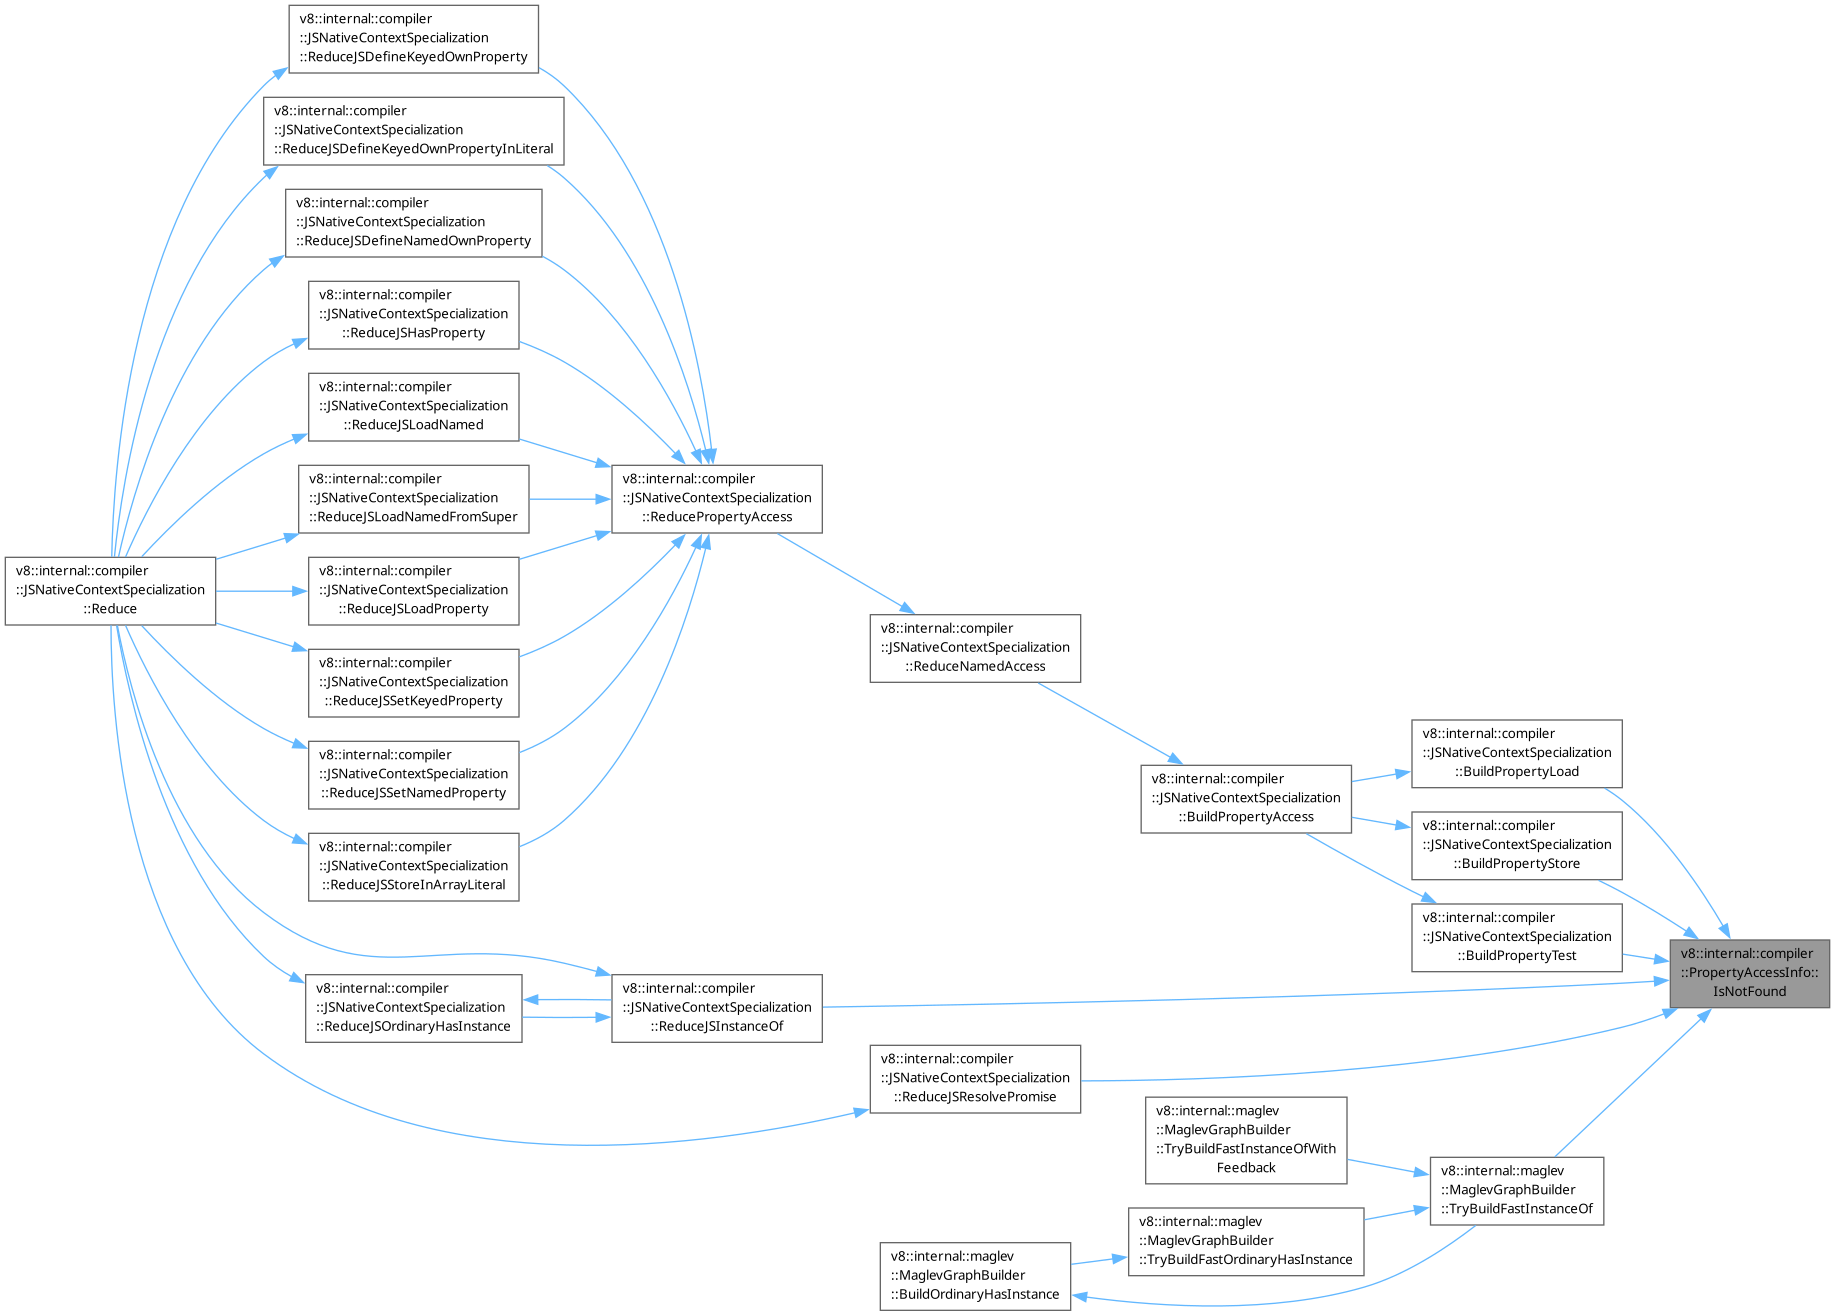 v8::internal::compiler
::JSNativeContextSpecialization
::ReduceJSDefineKeyedOwnProperty
v8::internal::compiler
::JSNativeContextSpecialization
::ReduceJSDefineKeyedOwnPropertyInLiteral
v8::internal::compiler
::JSNativeContextSpecialization
::ReduceJSDefineNamedOwnProperty
v8::internal::compiler
::JSNativeContextSpecialization
::ReduceJSHasProperty
v8::internal::compiler
::JSNativeContextSpecialization
::ReduceJSLoadNamed
v8::internal::compiler
::JSNativeContextSpecialization
::ReduceJSLoadNamedFromSuper
v8::internal::compiler
::JSNativeContextSpecialization
::ReducePropertyAccess
v8::internal::compiler
::JSNativeContextSpecialization
::Reduce
v8::internal::compiler
::JSNativeContextSpecialization
::ReduceJSLoadProperty
v8::internal::compiler
::JSNativeContextSpecialization
::ReduceNamedAccess
v8::internal::compiler
::JSNativeContextSpecialization
::ReduceJSSetKeyedProperty
v8::internal::compiler
::JSNativeContextSpecialization
::ReduceJSSetNamedProperty
v8::internal::compiler
::JSNativeContextSpecialization
::BuildPropertyLoad
v8::internal::compiler
::JSNativeContextSpecialization
::BuildPropertyAccess
v8::internal::compiler
::JSNativeContextSpecialization
::BuildPropertyStore
v8::internal::compiler
::JSNativeContextSpecialization
::ReduceJSStoreInArrayLiteral
v8::internal::compiler
::JSNativeContextSpecialization
::BuildPropertyTest
v8::internal::compiler
::PropertyAccessInfo::
IsNotFound
v8::internal::compiler
::JSNativeContextSpecialization
::ReduceJSOrdinaryHasInstance
v8::internal::compiler
::JSNativeContextSpecialization
::ReduceJSInstanceOf
v8::internal::compiler
::JSNativeContextSpecialization
::ReduceJSResolvePromise
v8::internal::maglev
::MaglevGraphBuilder
::TryBuildFastInstanceOfWith
Feedback
v8::internal::maglev
::MaglevGraphBuilder
::TryBuildFastInstanceOf
v8::internal::maglev
::MaglevGraphBuilder
::TryBuildFastOrdinaryHasInstance
v8::internal::maglev
::MaglevGraphBuilder
::BuildOrdinaryHasInstance